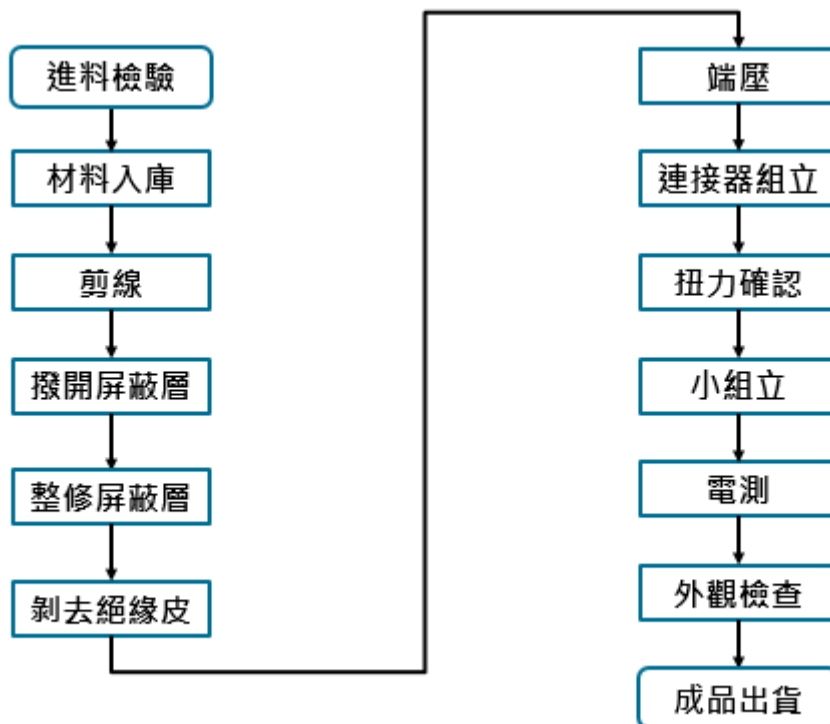 進料檢驗
材料入庫
剪線
撥開屏蔽層
整修屏蔽層
剝去絕緣皮
端壓
連接器組立
扭力確認
小組立
電測
外觀檢查
成品出貨